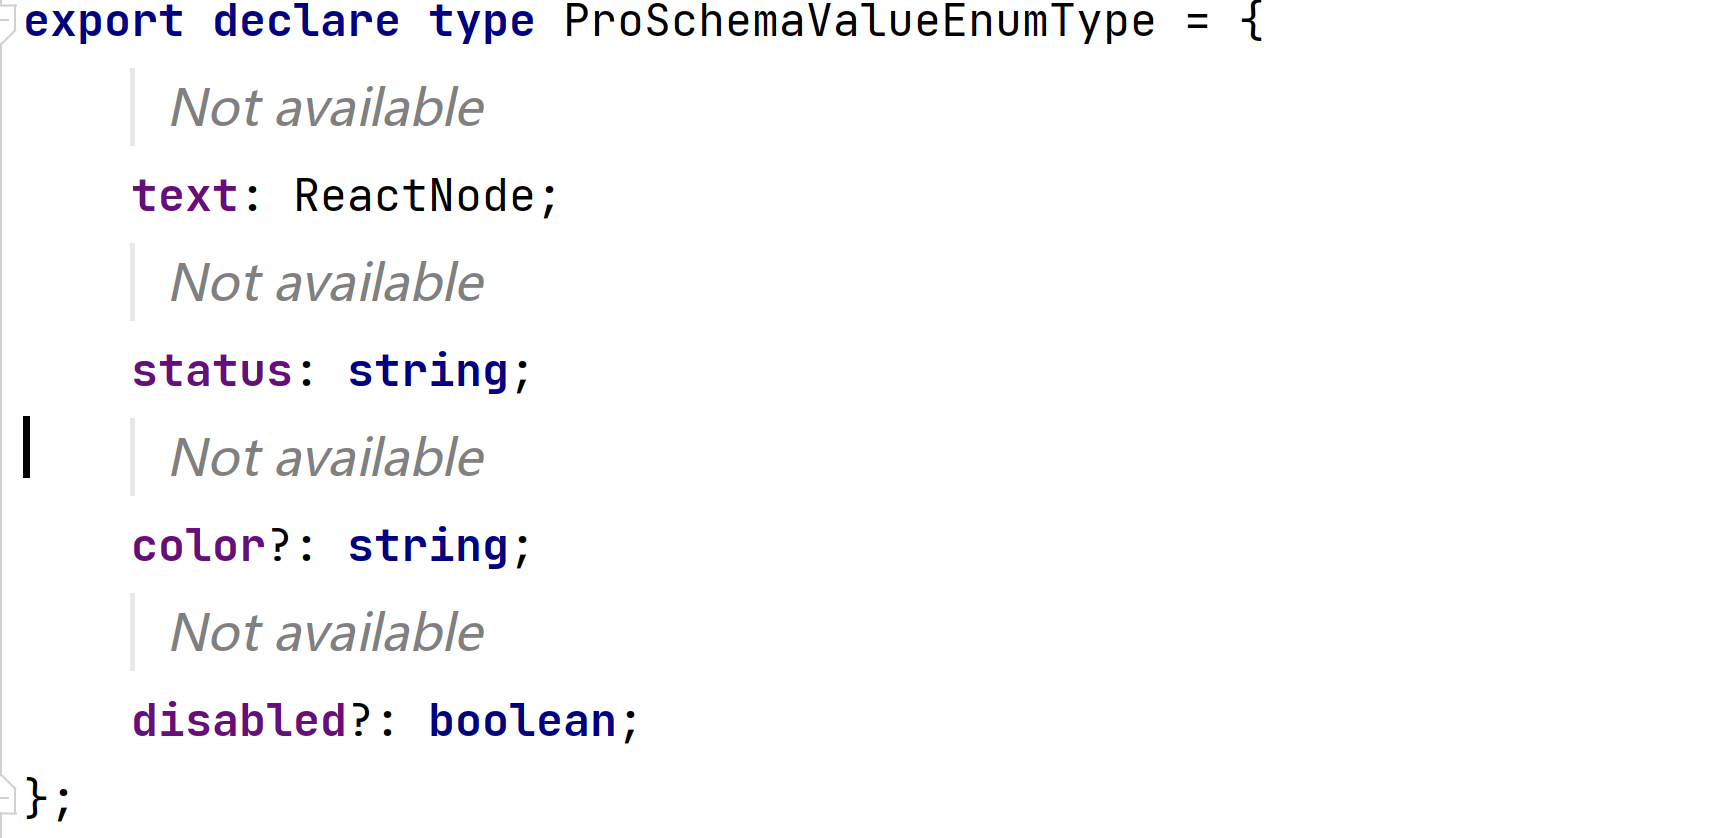 export declare type ProSchemaValueEnumType = {
Not available
text: ReactNode;
Not available
status: string;
Not available
color?: string;
Not available
disabled?: boolean;
};